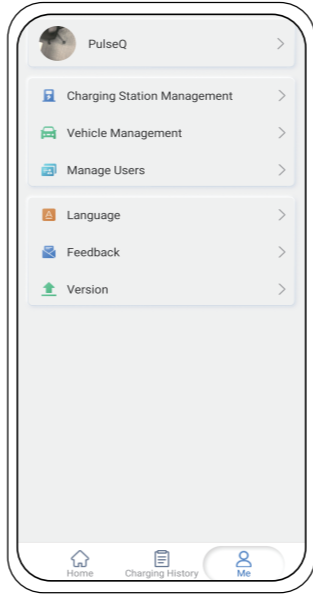 PulseQ
Charging Station Management
Vehicle Management
Manage Users
Language
Feedback
Version
Home
Charging History
Me